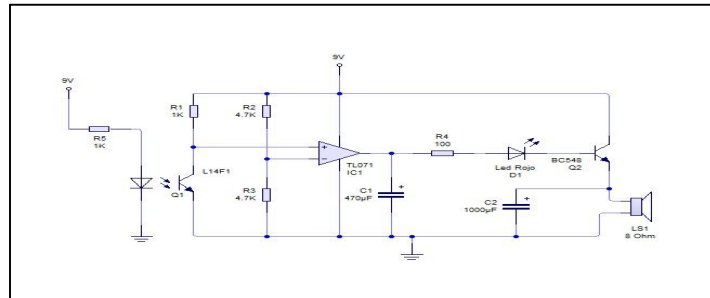 9V
9V
R5
1K
R1
1K
R2
4.7K
L14F1
Q1
R3
4.7K
+
−
TL071
IC1
R4
100
+
C1
470µF
Led Rojo
D1
BC548
Q2
+
C2
1000µF
LS1
8 Ohm